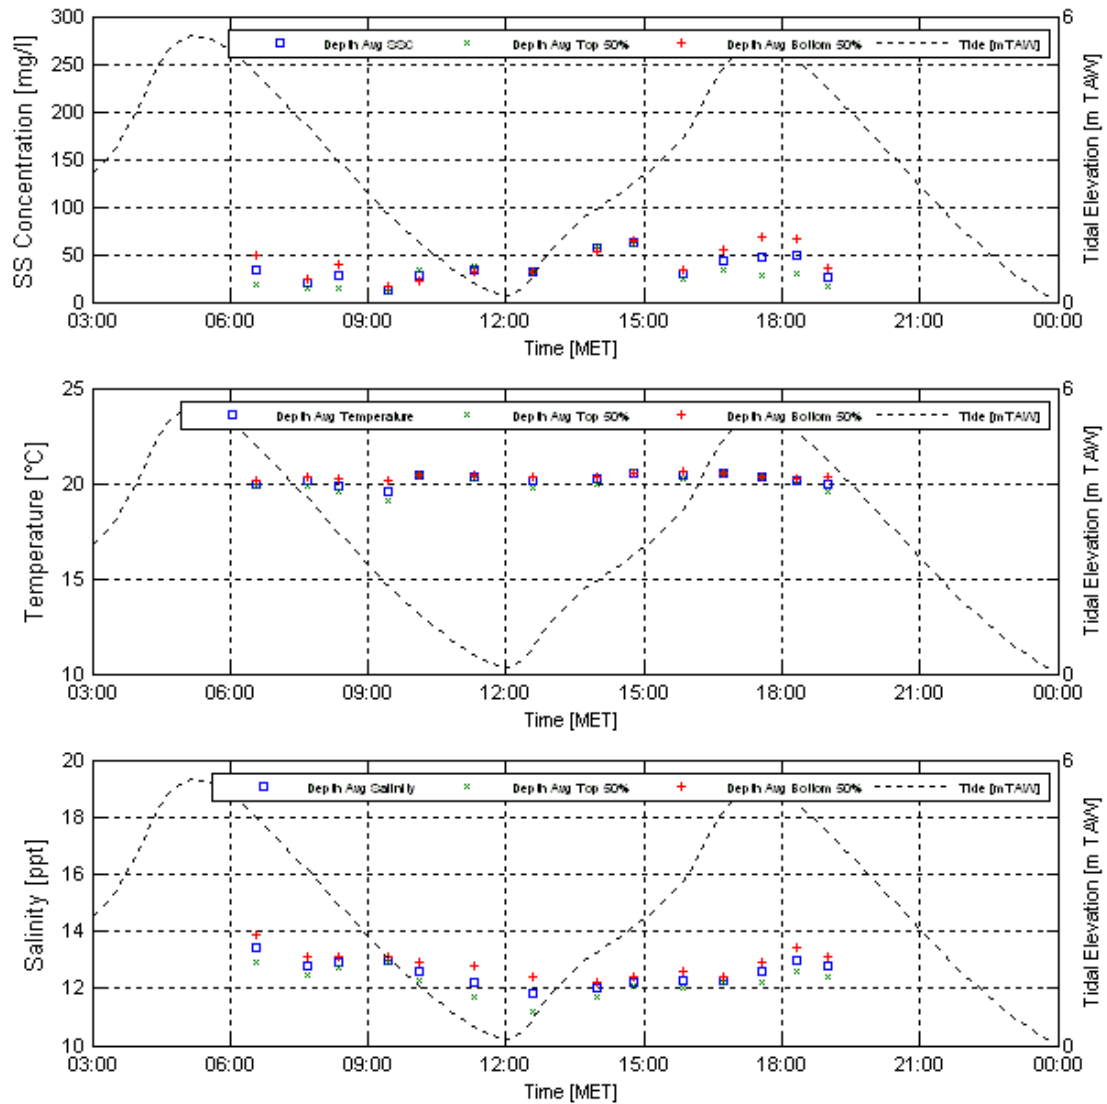 SS Concentration [mg/l]
300
250
200
150
100
50
0
Depth Avg SSC Depth Avg Top 50% Depth Avg Bottom 50% Tide [mTAW]
6
0
Tidal Elevation [m TAW]
03:00 06:00 09:00 12:00 15:00 18:00 21:00 00:00
Time [MET]
Temperature [°C]
25
20
15
10
Depth Avg Temperature Depth Avg Top 50% Depth Avg Bottom 50% Tide [mTAW]
6
0
Tidal Elevation [m TAW]
03:00 06:00 09:00 12:00 15:00 18:00 21:00 00:00
Time [MET]
Salinity [ppt]
20
18
16
14
12
10
Depth Avg Salinity Depth Avg Top 50% Depth Avg Bottom 50% Tide [mTAW]
6
0
Tidal Elevation [m TAW]
03:00 06:00 09:00 12:00 15:00 18:00 21:00 00:00
Time [MET]